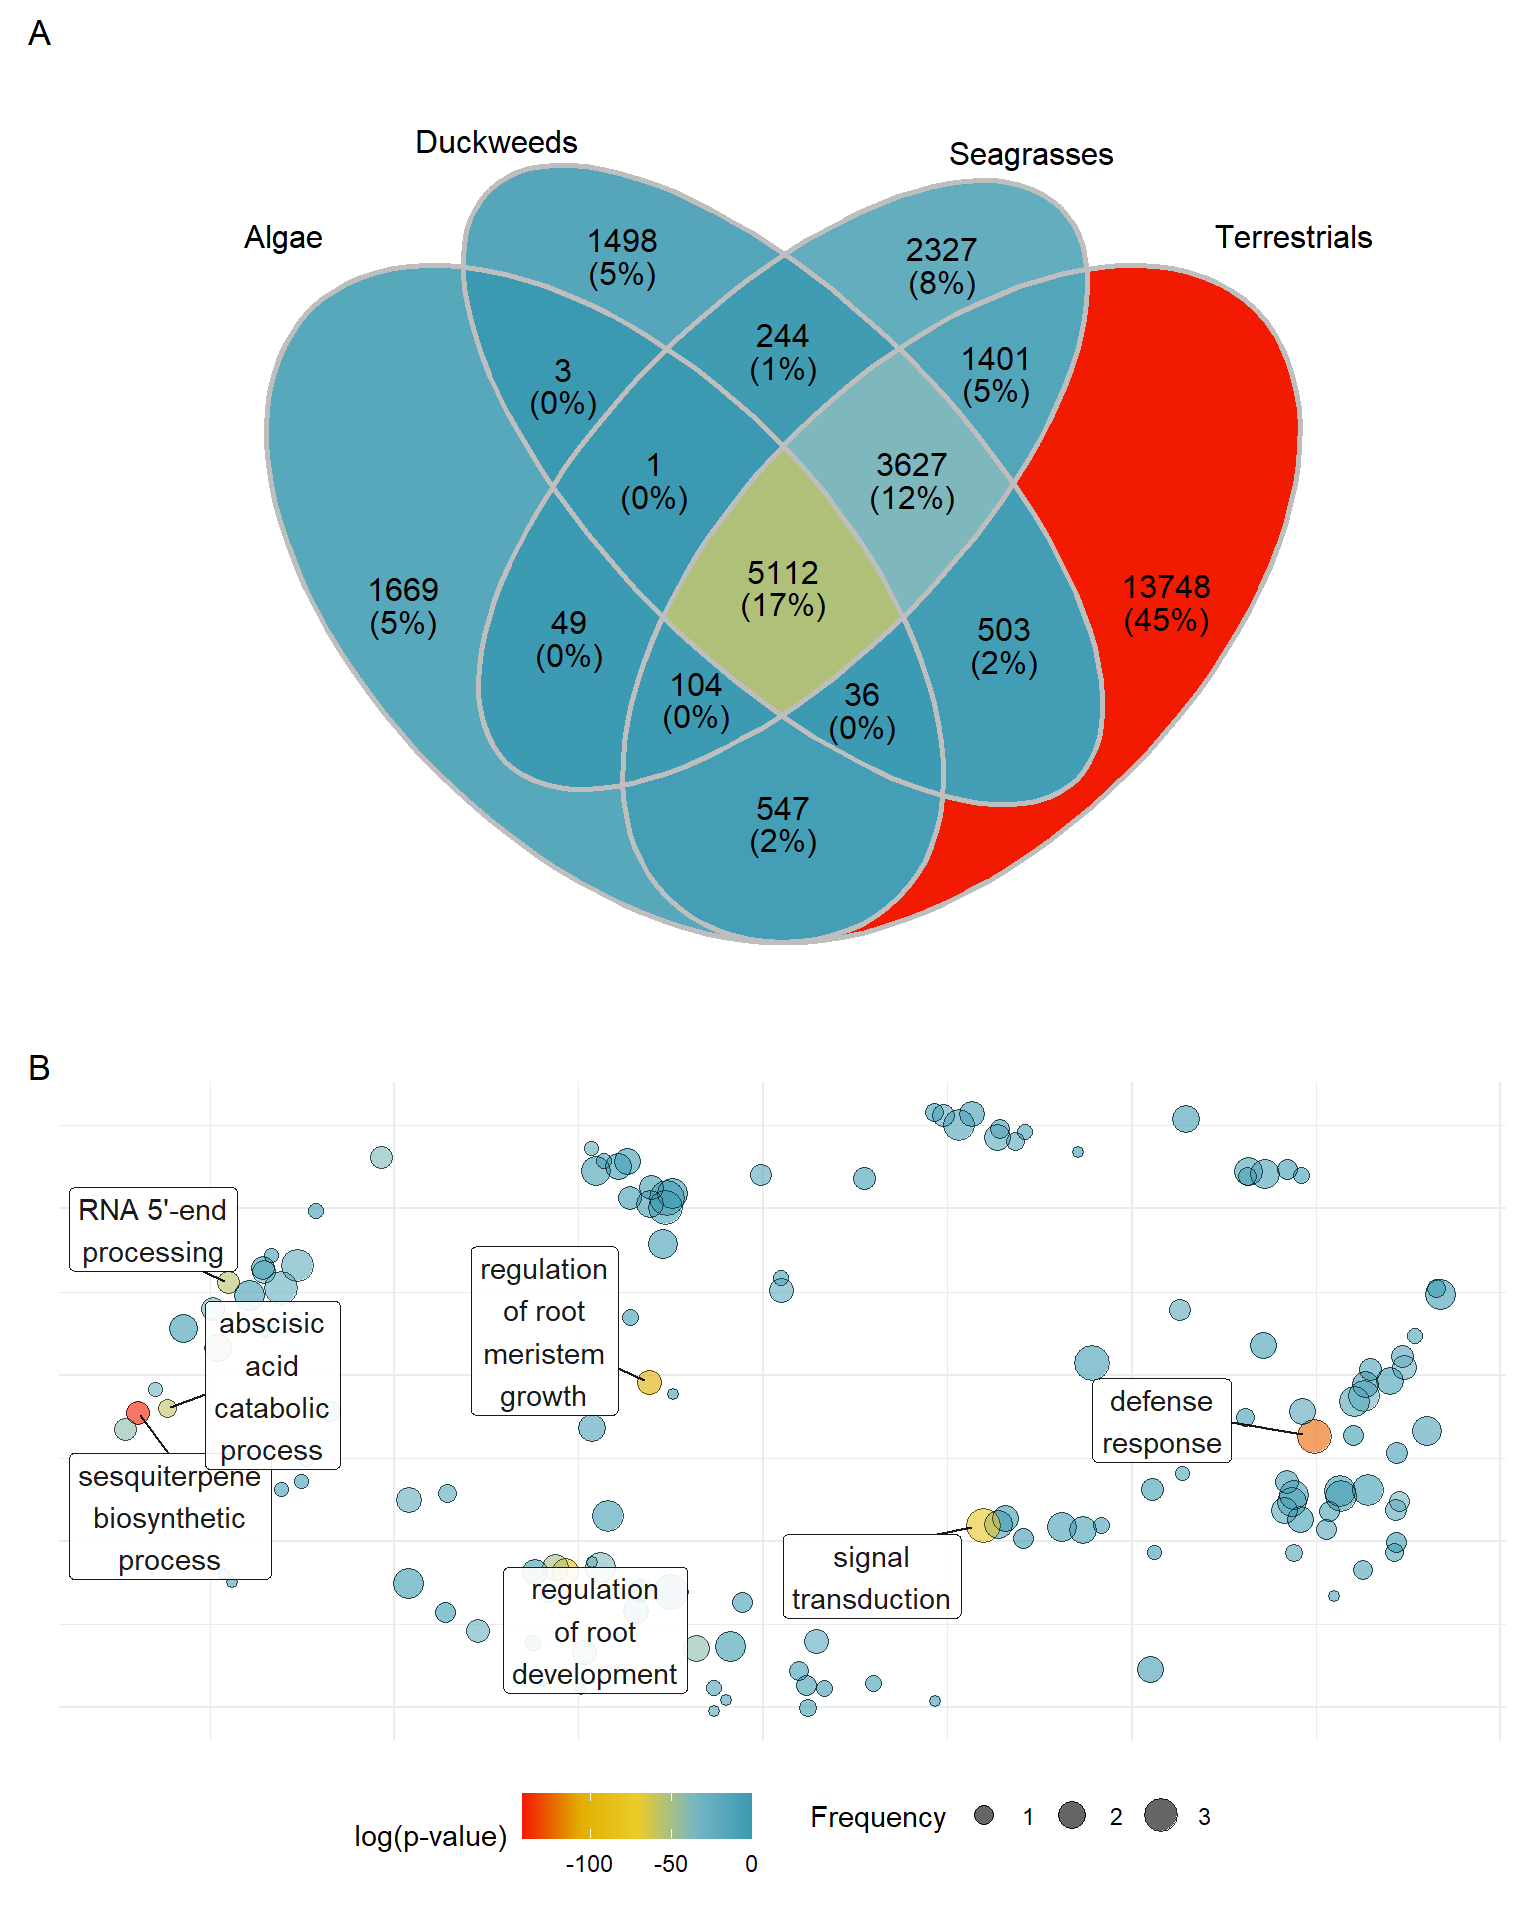 A
Duckweeds
Seagrasses
Algae
Terrestrials
1498
(5%)
2327
(8%)
244
(1%)
1401
(5%)
3
(0%)
1
(0%)
3627
(12%)
5112
(17%)
1669
(5%)
13748
(45%)
49
(0%)
503
(2%)
104
(0%)
36
(0%)
547
(2%)
B
RNA 5'-end
processing
abscisic
acid
catabolic
process
sesquiterpene
biosynthetic
process
regulation
of root
meristem
growth
defense
response
signal
transduction
regulation
of root
development
log(p-value)
-100
-50
0
Frequency
1
2
3